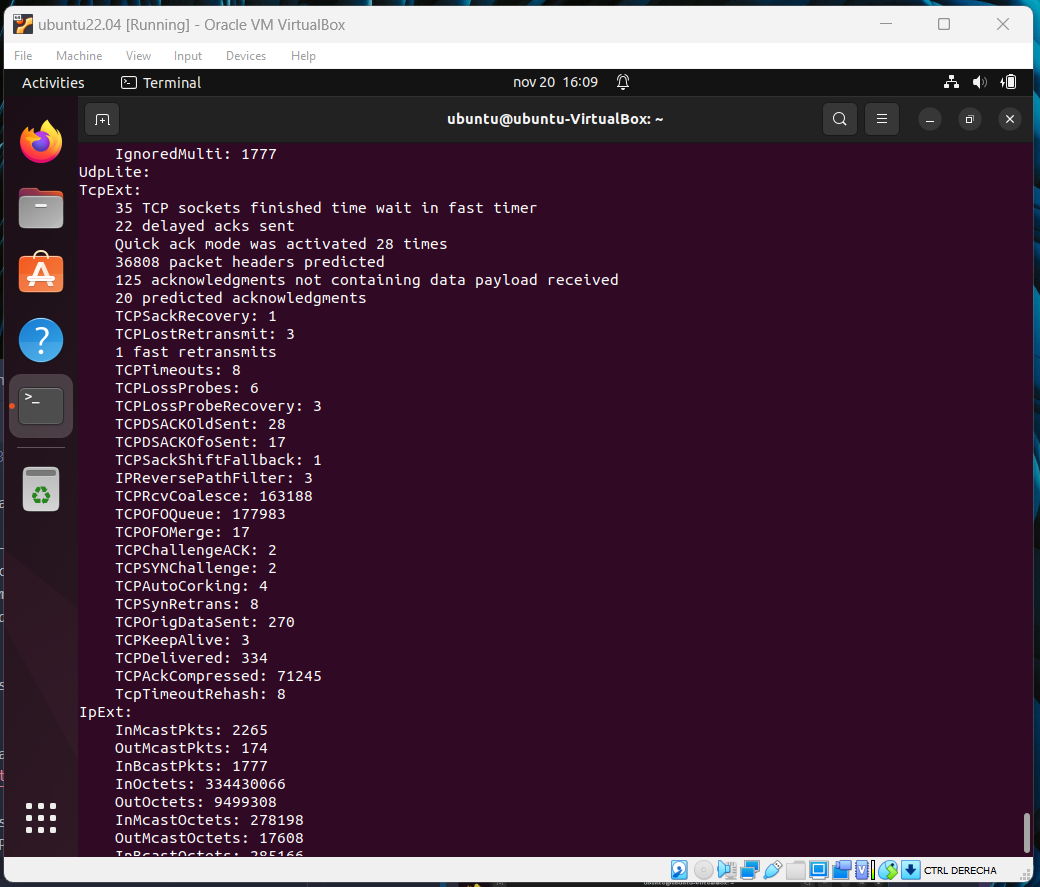 ubuntu22.04 [Running] - Oracle VM VirtualBox
File Machine View Input Devices Help
Activities Terminal nov 20 16:09
ubuntu@ubuntu-VirtualBox: ~
IgnoredMulti: 1777
UdpLite:
TcpExt:
35 TCP sockets finished time wait in fast timer
22 delayed acks sent
Quick ack mode was activated 28 times
36808 packet headers predicted
125 acknowledgments not containing data payload received
20 predicted acknowledgments
TCPSackRecovery: 1
TCPLostRetransmit: 3
1 fast retransmits
TCPTimeouts: 8
TCPLossProbes: 6
TCPLossProbeRecovery: 3
TCPDSACKOldSent: 28
TCPDSACKOfoSent: 17
TCPSackShiftFallback: 1
IPReversePathFilter: 3
TCPRcvCoalesce: 163188
TCPOFOQueue: 177983
TCPOFOMerge: 17
TCPChallengeACK: 2
TCPSYNChallenge: 2
TCPAutoCorking: 4
TCPSynRetrans: 8
TCPOrigDataSent: 270
TCPKeepAlive: 3
TCPDelivered: 334
TCPAckCompressed: 71245
TcpTimeoutRehash: 8
IpExt:
InMcastPkts: 2265
OutMcastPkts: 174
InBcastPkts: 1777
InOctets: 334430066
OutOctets: 9499308
InMcastOctets: 278198
OutMcastOctets: 17608
InBcastOctets: 285166
CTRL DERECHA